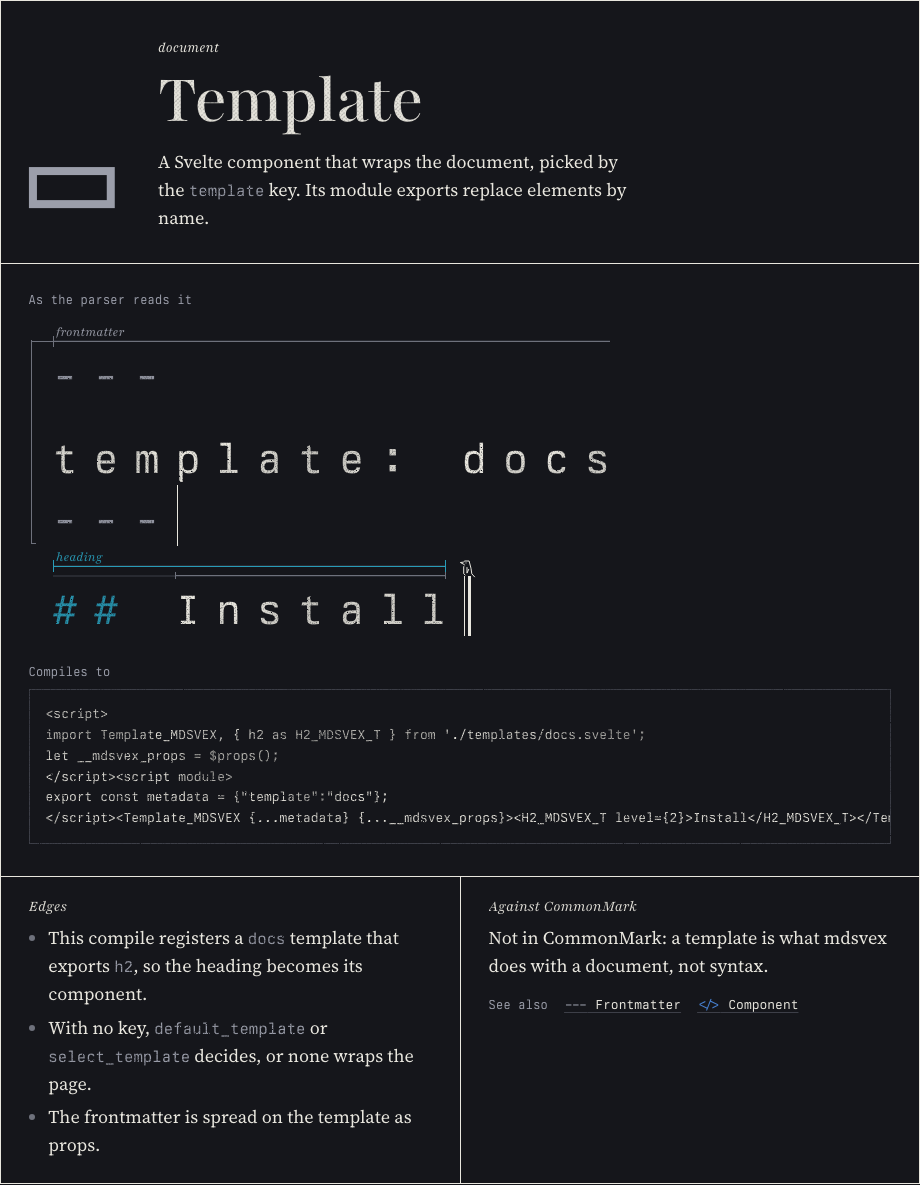 document
Template
A Svelte component that wraps the document, picked by
the template key. Its module exports replace elements by
name.
As the parser reads it
frontmatter
---
template: docs
---
heading
## Install
Compiles to
<script>
import Template_MDSVEX, { h2 as H2_MDSVEX_T } from './templates/docs.svelte';
let __mdsvex_props = $props();
</script><script module>
export const metadata = {"template":"docs"};
</script><Template_MDSVEX {...metadata} {...__mdsvex_props}><H2_MDSVEX_T level={2}>Install</H2_MDSVEX_T></Tem
Edges
This compile registers a docs template that
exports h2, so the heading becomes its
component.
With no key, default_template or
select_template decides, or none wraps the
page.
The frontmatter is spread on the template as
props.
Against CommonMark
Not in CommonMark: a template is what mdsvex
does with a document, not syntax.
See also --- Frontmatter </> Component